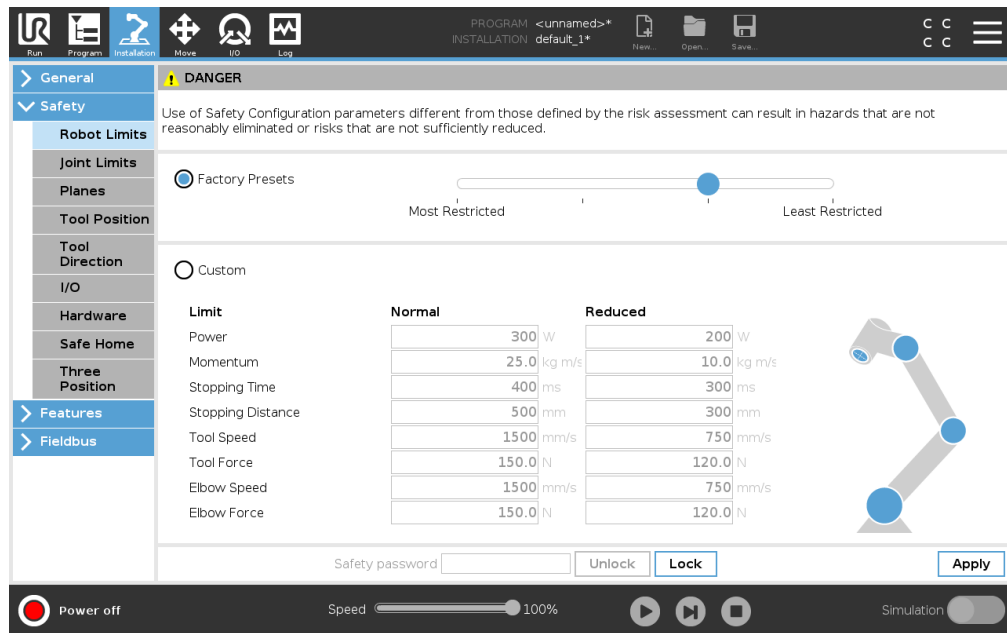 PROGRAM <unnamed>*
INSTALLATION default_1*
C C
C C
Run Program Installation Move I/O Log New... Open... Save...
General
Safety
Robot Limits
Joint Limits
Planes
Tool Position
Tool
Direction
I/O
Hardware
Safe Home
Three
Position
Features
Fieldbus
DANGER
Use of Safety Configuration parameters different from those defined by the risk assessment can result in hazards that are not
reasonably eliminated or risks that are not sufficiently reduced.
Factory Presets
Most Restricted Least Restricted
Custom
Limit Normal Reduced
Power 300 W 200 W
Momentum 25.0 kg m/s 10.0 kg m/s
Stopping Time 400 ms 300 ms
Stopping Distance 500 mm 300 mm
Tool Speed 1500 mm/s 750 mm/s
Tool Force 150.0 N 120.0 N
Elbow Speed 1500 mm/s 750 mm/s
Elbow Force 150.0 N 120.0 N
Safety password Unlock Lock Apply
Power off Speed 100% Simulation